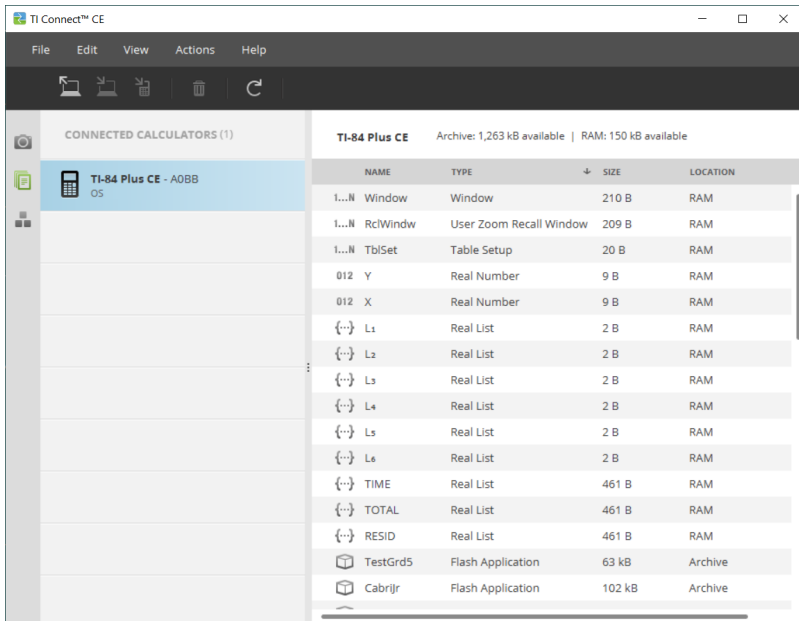 TI Connect™ CE
File Edit View Actions Help
CONNECTED CALCULATORS (1)
TI-84 Plus CE - A0BB
OS
TI-84 Plus CE Archive: 1,263 kB available | RAM: 150 kB available
NAME TYPE SIZE LOCATION
1...N Window Window 210 B RAM
1...N RclWindw User Zoom Recall Window 209 B RAM
1...N TblSet Table Setup 20 B RAM
012 Y Real Number 9 B RAM
012 X Real Number 9 B RAM
{···} L₁ Real List 2 B RAM
{···} L₂ Real List 2 B RAM
{···} L₃ Real List 2 B RAM
{···} L₄ Real List 2 B RAM
{···} L₅ Real List 2 B RAM
{···} L₆ Real List 2 B RAM
{···} TIME Real List 461 B RAM
{···} TOTAL Real List 461 B RAM
{···} RESID Real List 461 B RAM
TestGrd5 Flash Application 63 kB Archive
CabriJr Flash Application 102 kB Archive